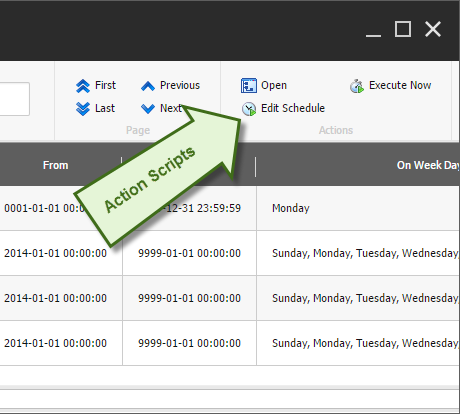 First
Previous
Open
Execute Now
Last
Next
Edit Schedule
Page
Actions
Action Scripts
From
On Week Day
0001-01-01 00:00:0
-12-31 23:59:59
Monday
2014-01-01 00:00:00
9999-01-01 00:00:00
Sunday, Monday, Tuesday, Wednesday,
2014-01-01 00:00:00
9999-01-01 00:00:00
Sunday, Monday, Tuesday, Wednesday,
2014-01-01 00:00:00
9999-01-01 00:00:00
Sunday, Monday, Tuesday, Wednesday,